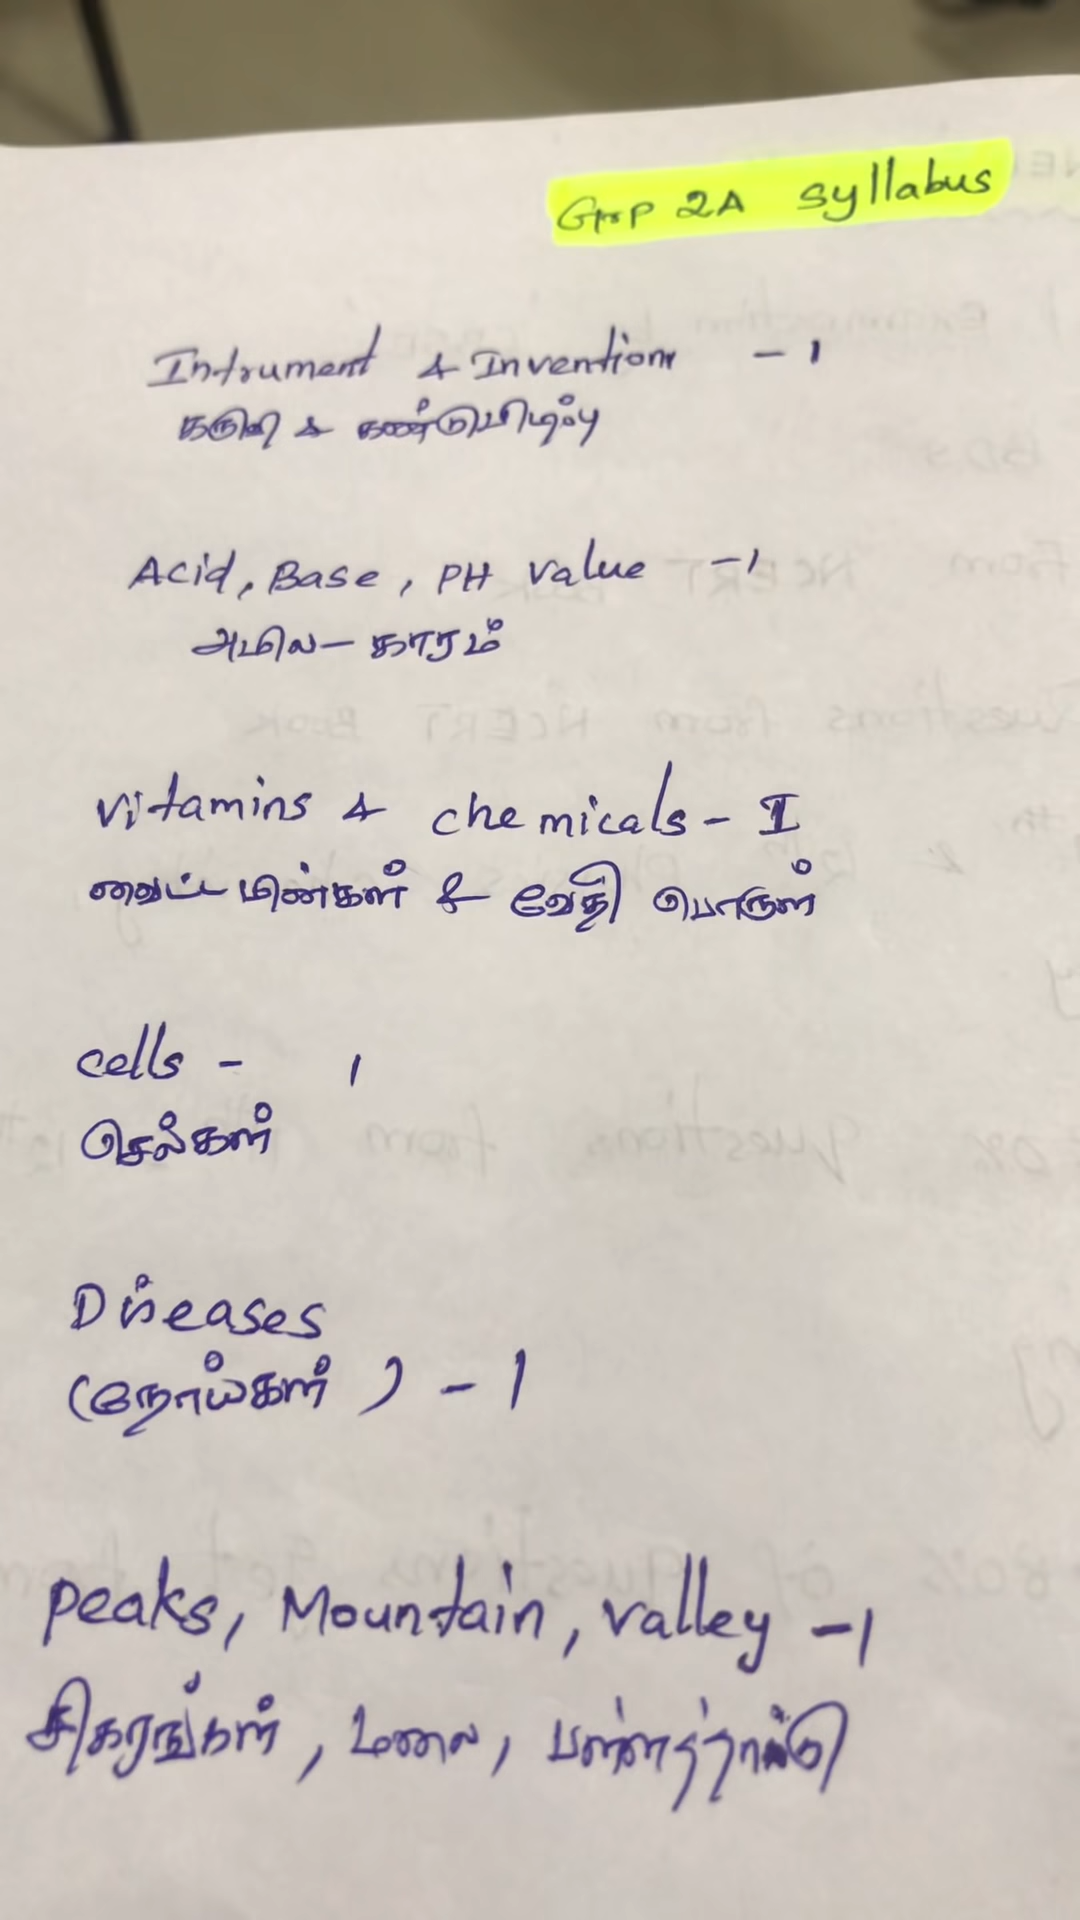 Grp 2A syllabus
Intrument & Inventions - 1
கருவி & கண்டுபிடிப்பு
Acid, Base, PH value - 1
அமில - காரம்
vitamins & chemicals - I
வைட்டமின்கள் & வேதி பொருள்
cells - 1
செல்கள்
Diseases
(நோய்கள்) - 1
Peaks, Mountain, valley - 1
சிகரங்கள், மலை, பள்ளத்தாக்கு